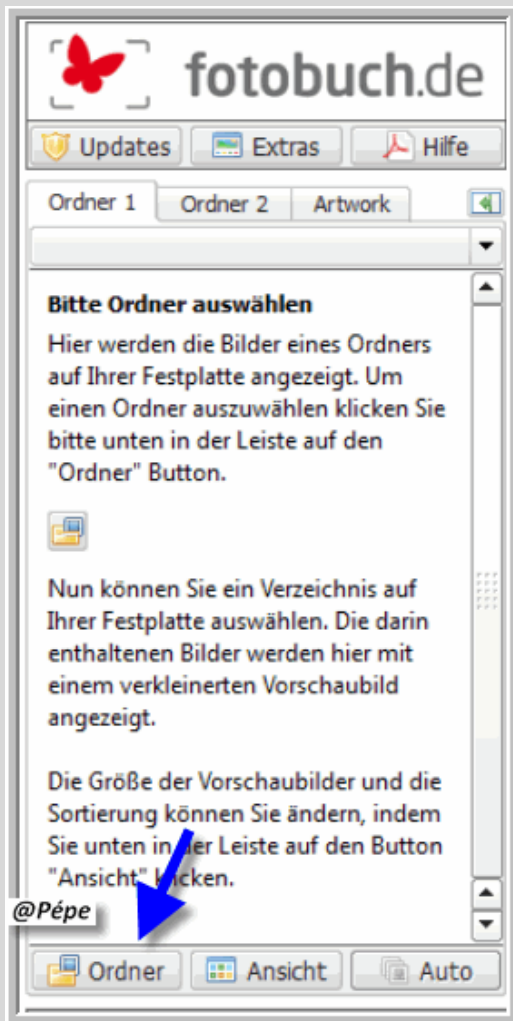 fotobuch.de
Updates Extras Hilfe
Ordner 1 Ordner 2 Artwork
Bitte Ordner auswählen
Hier werden die Bilder eines Ordners
auf Ihrer Festplatte angezeigt. Um
einen Ordner auszuwählen klicken Sie
bitte unten in der Leiste auf den
"Ordner" Button.
Nun können Sie ein Verzeichnis auf
Ihrer Festplatte auswählen. Die darin
enthaltenen Bilder werden hier mit
einem verkleinerten Vorschaubild
angezeigt.
Die Größe der Vorschaubilder und die
Sortierung können Sie ändern, indem
Sie unten in der Leiste auf den Button
"Ansicht" klicken.
@Pépe
Ordner Ansicht Auto